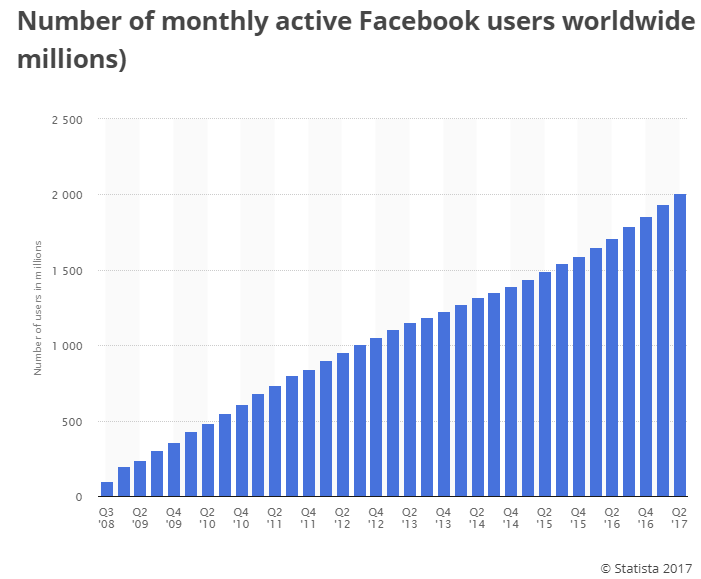 Number of monthly active Facebook users worldwide
millions)
2 500
2 000
1 500
1 000
500
0
Number of users in millions
Q3 Q2 Q4 Q2 Q4 Q2 Q4 Q2 Q4 Q2 Q4 Q2 Q4 Q2 Q4 Q2 Q4 Q2
'08 '09 '09 '10 '10 '11 '11 '12 '12 '13 '13 '14 '14 '15 '15 '16 '16 '17
© Statista 2017